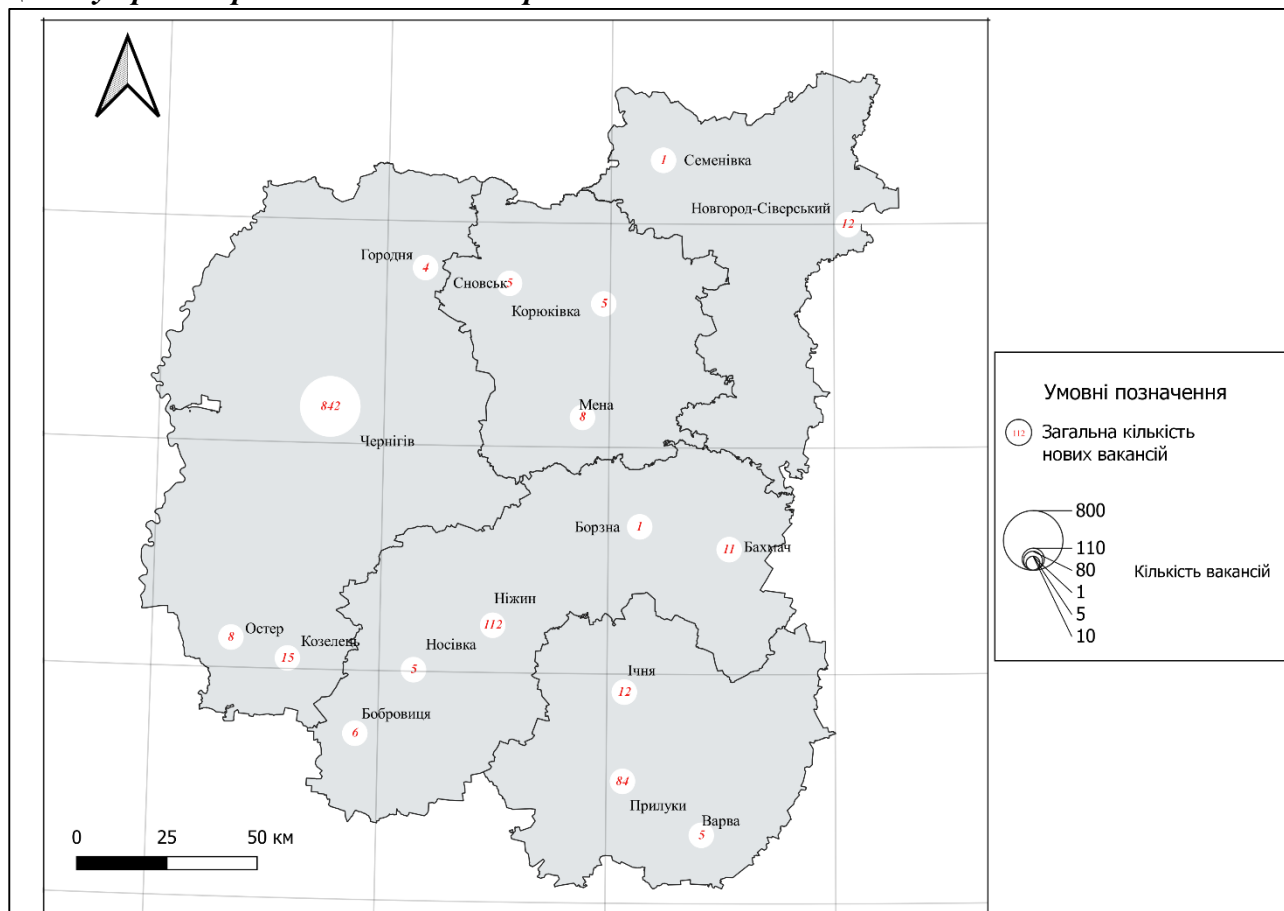 1 Семенівка
Новгород-Сіверський
12
Городня
4
Сновськ 5
Корюківка 5
842
Чернігів
Мена
8
Борзна 1
11 Бахмач
Ніжин
112
Остер
8
Козелець
15
Носівка
5
Ічня
12
Бобровиця
6
84
Прилуки
Варва
5
0 25 50 км
Умовні позначення
112 Загальна кількість
нових вакансій
800
110
80
1
5
10
Кількість вакансій